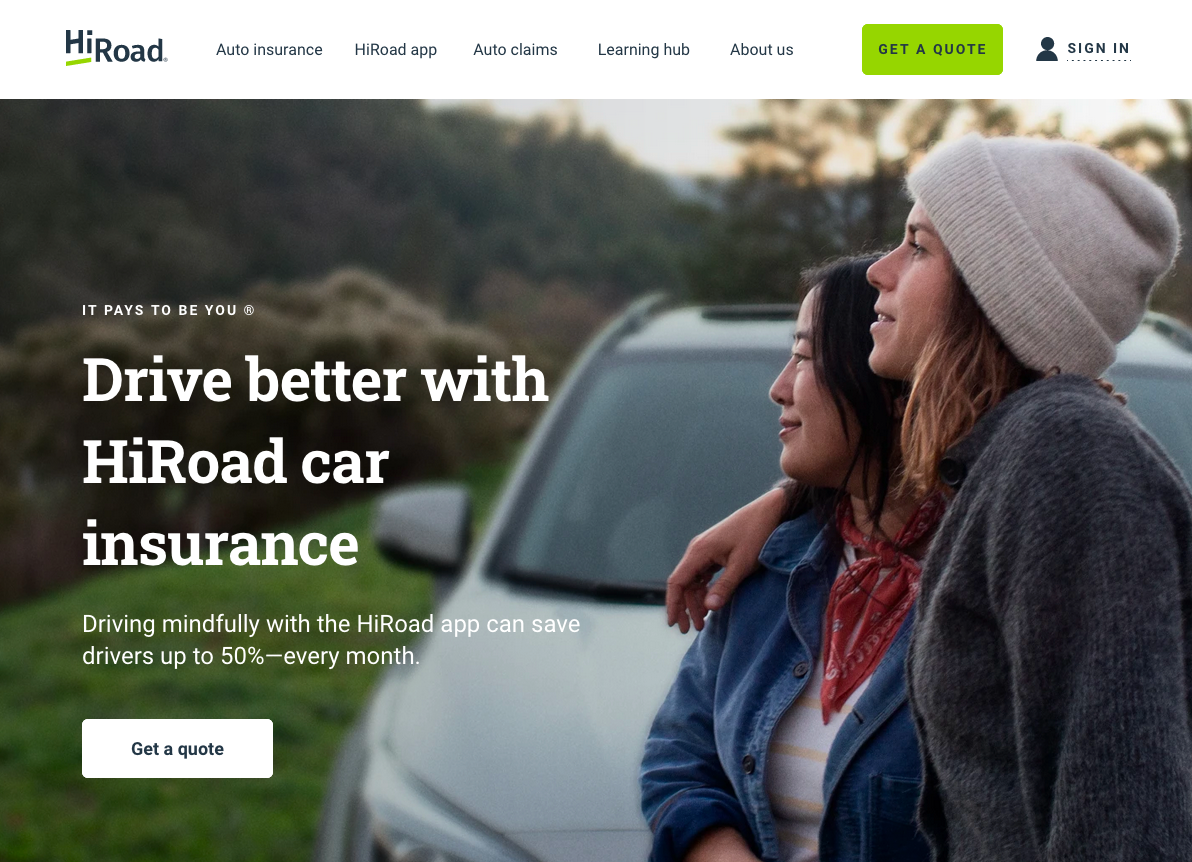 HiRoad®
Auto insurance
HiRoad app
Auto claims
Learning hub
About us
GET A QUOTE
SIGN IN
IT PAYS TO BE YOU ®
Drive better with
HiRoad car
insurance
Driving mindfully with the HiRoad app can save
drivers up to 50%—every month.
Get a quote